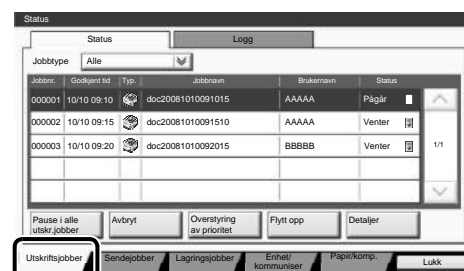 Status
Status Logg
Jobbtype Alle
Jobbnr. Godkjent tid Typ. Jobbnavn Brukernavn Status
000001 10/10 09:10 doc20081010091015 AAAAA Pågår
000002 10/10 09:15 doc20081010091510 AAAAA Venter
000003 10/10 09:20 doc20081010092015 BBBBB Venter
1/1
Pause i alle utskr.jobber Avbryt Overstyring av prioritet Flytt opp Detaljer
Utskriftsjobber Sendejobber Lagringsjobber Enhet/kommuniser Papir/komp. Lukk